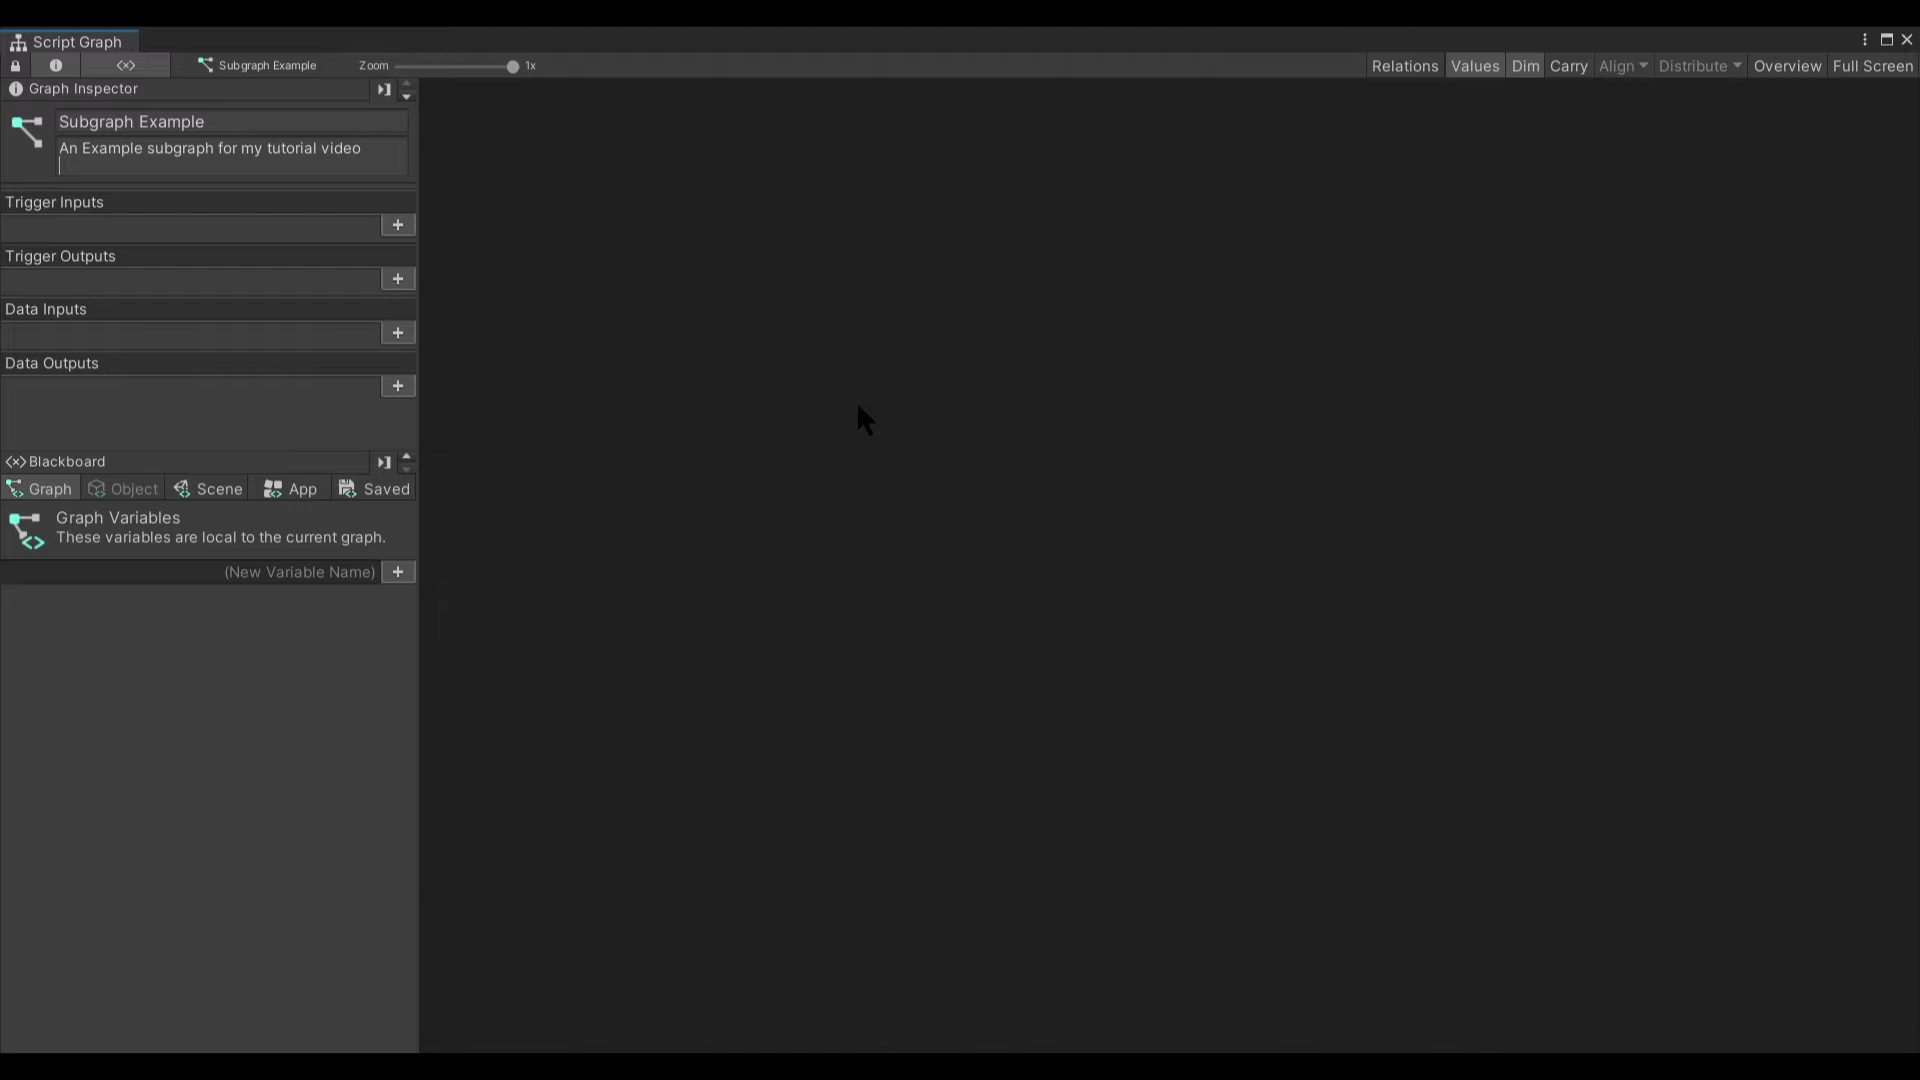 Script Graph
Subgraph Example
Zoom
1x
Relations
Values
Dim
Carry
Align
Distribute
Overview
Full Screen
Graph Inspector
Subgraph Example
An Example subgraph for my tutorial video
Trigger Inputs
+
Trigger Outputs
+
Data Inputs
+
Data Outputs
+
<x> Blackboard
Graph
Object
Scene
App
Saved
Graph Variables
These variables are local to the current graph.
(New Variable Name)
+